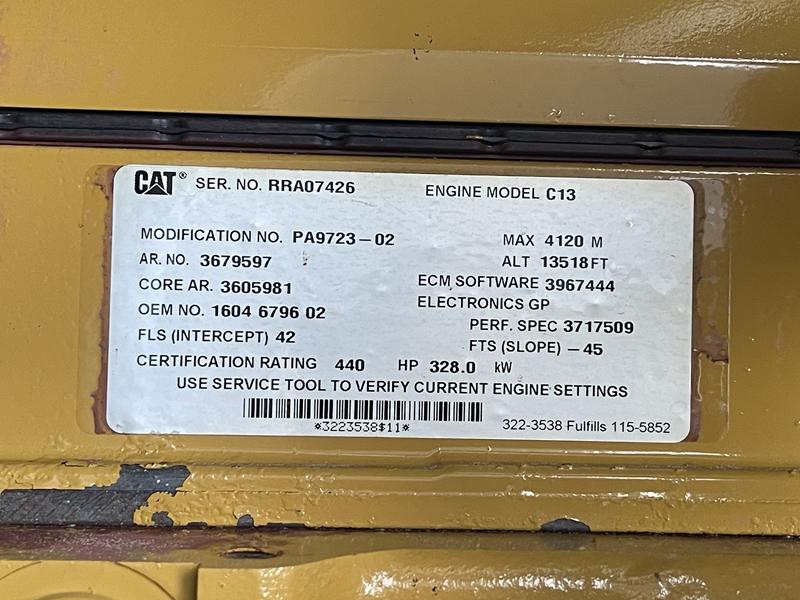 CAT® SER. NO. RRA07426 ENGINE MODEL C13
MODIFICATION NO. PA9723-02 MAX 4120 M
AR. NO. 3679597 ALT 13518FT
CORE AR. 3605981 ECM SOFTWARE 3967444
OEM NO. 1604 6796 02 ELECTRONICS GP
PERF. SPEC 3717509
FLS (INTERCEPT) 42 FTS (SLOPE) -45
CERTIFICATION RATING 440 HP 328.0 kW
USE SERVICE TOOL TO VERIFY CURRENT ENGINE SETTINGS
*3223538$11* 322-3538 Fulfills 115-5852